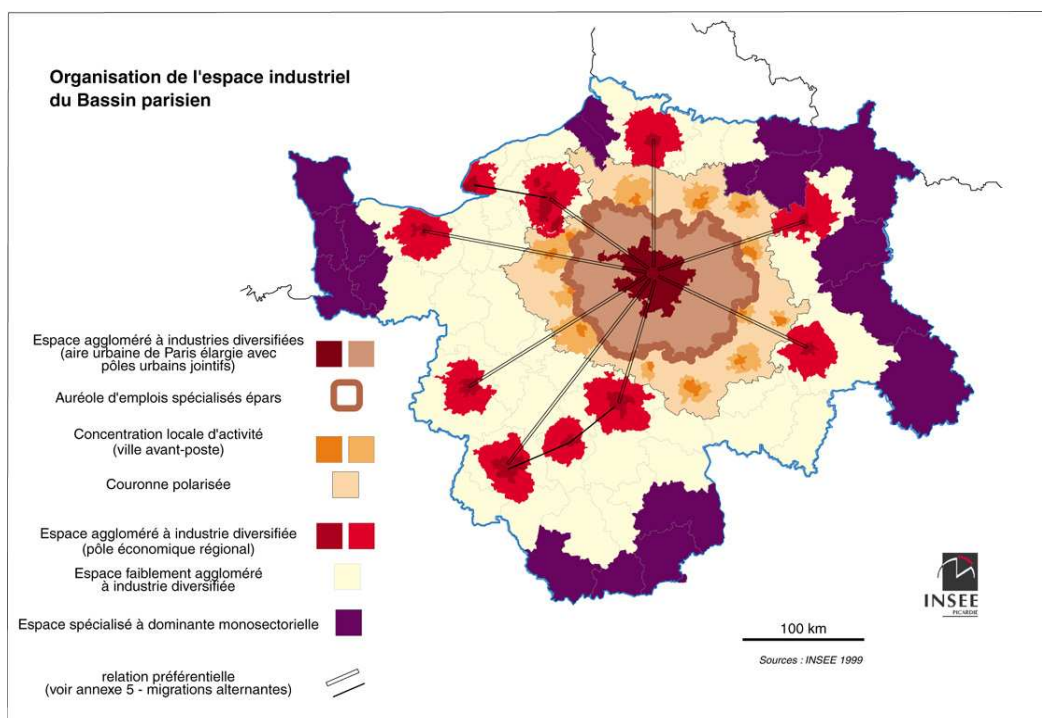 Organisation de l'espace industriel
du Bassin parisien
Espace aggloméré à industries diversifiées
(aire urbaine de Paris élargie avec
pôles urbains jointifs)
Auréole d'emplois spécialisés épars
Concentration locale d'activité
(ville avant-poste)
Couronne polarisée
Espace aggloméré à industrie diversifiée
(pôle économique régional)
Espace faiblement aggloméré
à industrie diversifiée
Espace spécialisé à dominante monosectorielle
relation préférentielle
(voir annexe 5 - migrations alternantes)
100 km
Sources : INSEE 1999
INSEE
PICARDIE